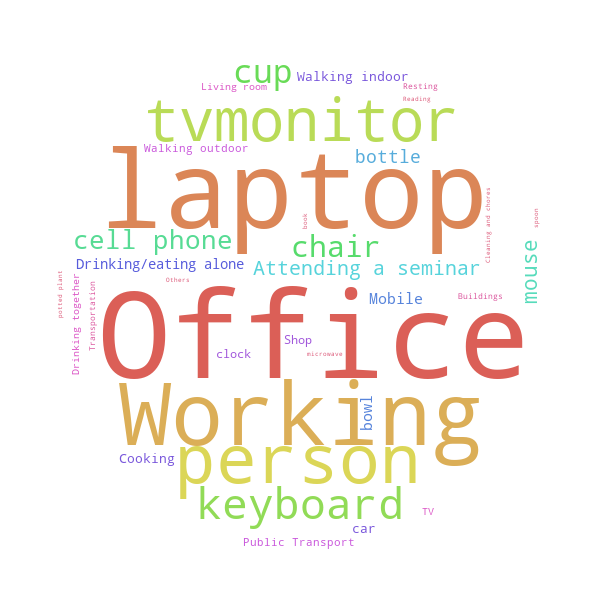 cup
Walking indoor
Living room
Resting
Reading
tvmonitor
Walking outdoor
bottle
laptop
book
Cleaning and chores
spoon
cell phone
chair
mouse
Drinking/eating alone
Attending a seminar
Others
potted plant
Drinking together
Transportation
Office
Mobile
Buildings
Shop
clock
microwave
Working
bowl
person
Cooking
keyboard
TV
car
Public Transport